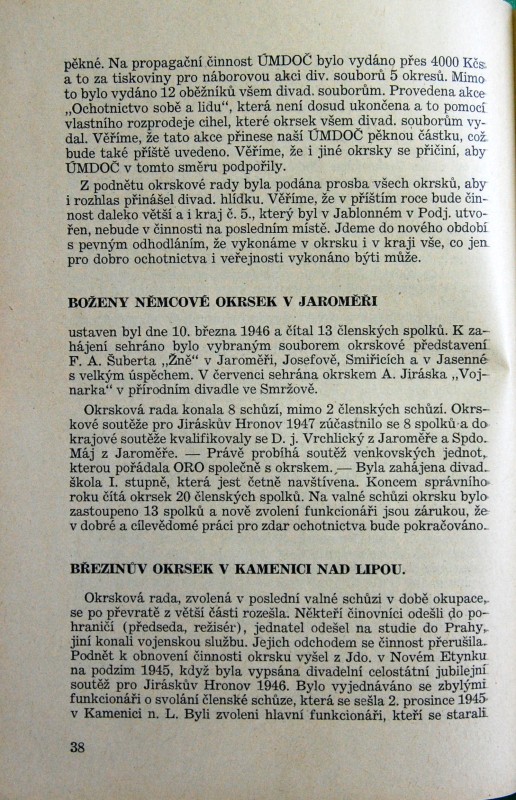 pěkné. Na propagační činnost ÚMDOČ bylo vydáno přes 4000 Kčs.
a to za tiskoviny pro náborovou akci div. souborů 5 okresů. Mimo
to bylo vydáno 12 oběžníků všem divad. souborům. Provedena akce
„Ochotnictvo sobě a lidu", která není dosud ukončena a to pomocí
vlastního rozprodeje cihel, které okrsek všem divad. souborům vy-
dal. Věříme, že tato akce přinese naší ÚMDOČ pěknou částku, což
bude také příště uvedeno. Věříme, že i jiné okrsky se přičiní, aby
ÚMDOČ v tomto směru podpořily.
Z podnětu okrskové rady byla podána prosba všech okrsků, aby
i rozhlas přinášel divad. hlídku. Věříme, že v příštím roce bude čin-
nost daleko větší a i kraj č. 5., který byl v Jablonném v Podj. utvo-
řen, nebude v činnosti na posledním místě. Jdeme do nového období
s pevným odhodláním, že vykonáme v okrsku i v kraji vše, co jen
pro dobro ochotnictva i veřejnosti vykonáno býti může.
BOŽENY NĚMCOVÉ OKRSEK V JAROMĚŘI
ustaven byl dne 10. března 1946 a čítal 13 členských spolků. K za-
hájení sehráno bylo vybraným souborem okrskové představení
F. A. Šuberta „Žně" v Jaroměři, Josefově, Smiřicích a v Jasenné
s velkým úspěchem. V červenci sehrána okrskem A. Jiráska „Voj-
narka" v přírodním divadle ve Smržově.
Okrsková rada konala 8 schůzí, mimo 2 členských schůzí. Okrs-
kové soutěže pro Jiráskův Hronov 1947 zúčastnilo se 8 spolků a do
krajové soutěže kvalifikovaly se D. j. Vrchlický z Jaroměře a Spdo.
Máj z Jaroměře. — Právě probíhá soutěž venkovských jednot,
kterou pořádala ORO společně s okrskem. — Byla zahájena divad.
škola I. stupně, která jest četně navštívena. Koncem správního
roku čítá okrsek 20 členských spolků. Na valné schůzi okrsku bylo
zastoupeno 13 spolků a nově zvolení funkcionáři jsou zárukou, že
v dobré a cílevědomé práci pro zdar ochotnictva bude pokračováno.
BŘEZINŮV OKRSEK V KAMENICI NAD LIPOU.
Okrsková rada, zvolená v poslední valné schůzi v době okupace,
se po převratě z větší části rozešla. Někteří činovníci odešli do po-
hraničí (předseda, režisér), jednatel odešel na studie do Prahy,
jiní konali vojenskou službu. Jejich odchodem se činnost přerušila.
Podnět k obnovení činnosti okrsku vyšel z Jdo. v Novém Etynku
na podzim 1945, když byla vypsána divadelní celostátní jubilejní
soutěž pro Jiráskův Hronov 1946. Bylo vyjednáváno se zbylými
funkcionáři o svolání členské schůze, která se sešla 2. prosince 1945
v Kamenici n. L. Byli zvoleni hlavní funkcionáři, kteří se starali
38